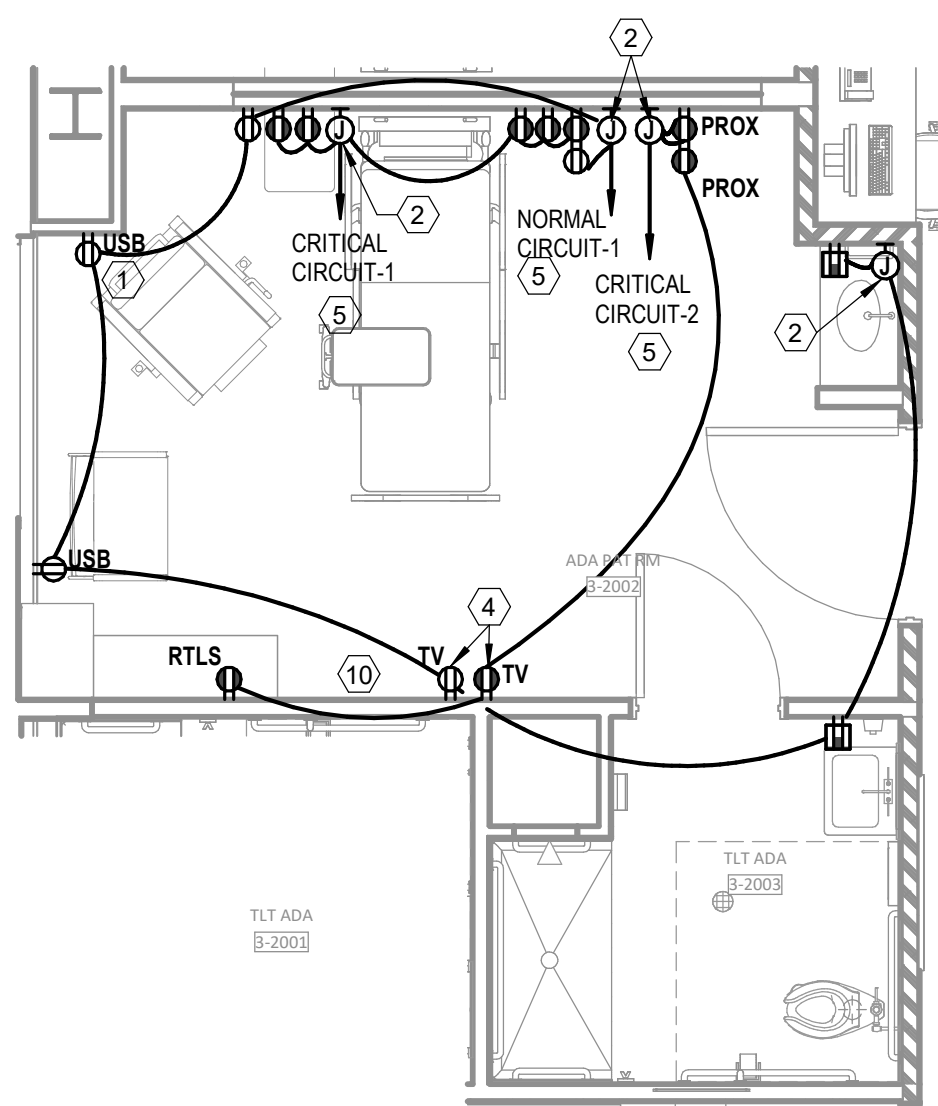 2
J
J
J
PROX
PROX
2
USB
1
NORMAL
CIRCUIT-1
5
CRITICAL
CIRCUIT-1
5
CRITICAL
CIRCUIT-2
5
J
2
USB
ADA PAT RM
3-2002
4
RTLS
10
TV
TV
TLT ADA
3-2003
TLT ADA
3-2001